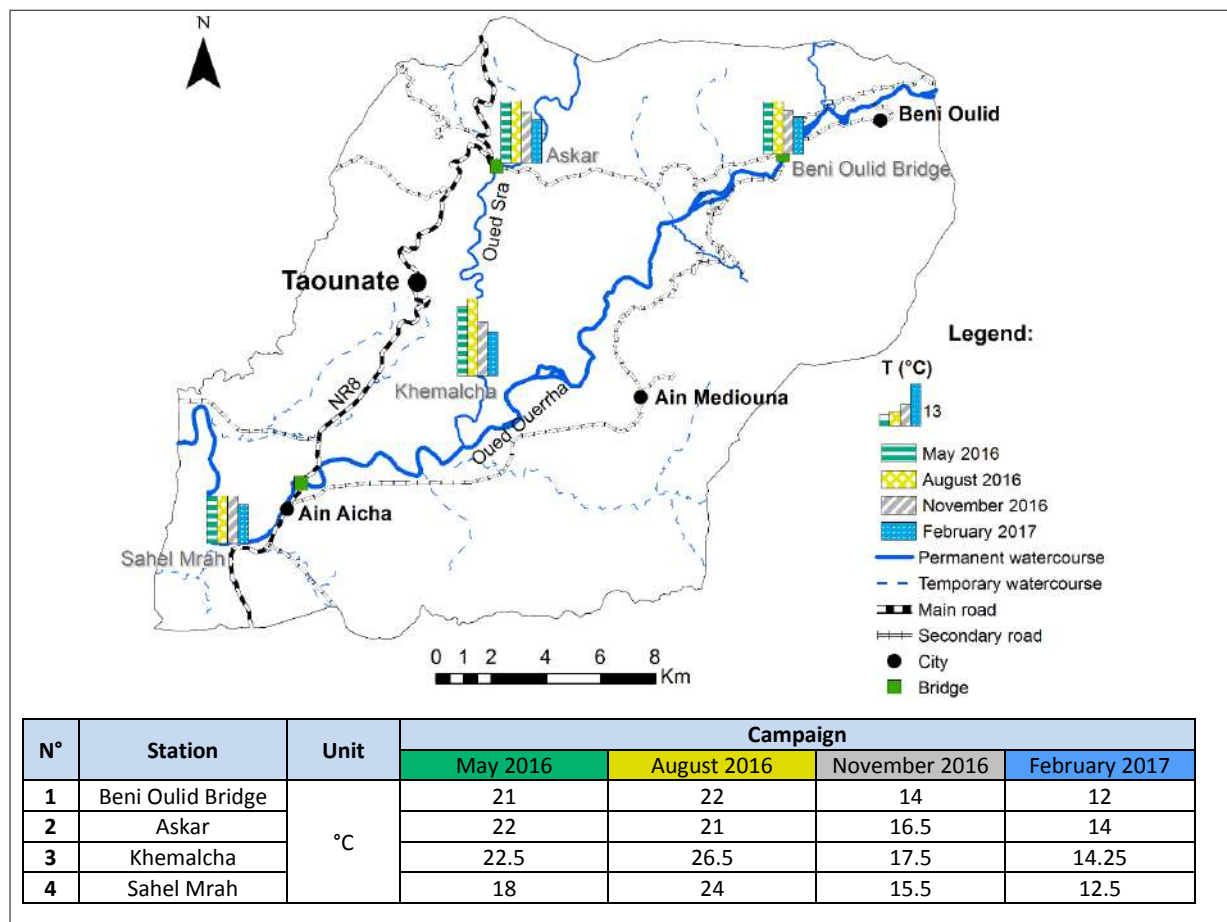 N
Askar
Beni Oulid
Beni Oulid Bridge
Oued Sra
Taounate
Khemalcha
NR8
Oued Ouerrha
Ain Mediouna
Ain Aicha
Sahel Mrah
Legend:
T (°C)
13
May 2016
August 2016
November 2016
February 2017
Permanent watercourse
Temporary watercourse
Main road
Secondary road
City
Bridge
0 1 2 4 6 8
Km
N° Station Unit Campaign
May 2016 August 2016 November 2016 February 2017
1 Beni Oulid Bridge °C 21 22 14 12
2 Askar 22 21 16.5 14
3 Khemalcha 22.5 26.5 17.5 14.25
4 Sahel Mrah 18 24 15.5 12.5